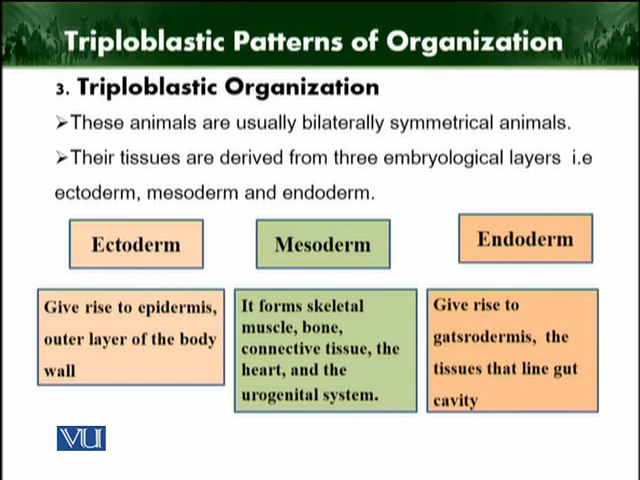 Triploblastic Patterns of Organization
3. Triploblastic Organization
➢These animals are usually bilaterally symmetrical animals.
➢Their tissues are derived from three embryological layers i.e
ectoderm, mesoderm and endoderm.
Ectoderm
Mesoderm
Endoderm
Give rise to epidermis,
outer layer of the body
wall
It forms skeletal
muscle, bone,
connective tissue, the
heart, and the
urogenital system.
Give rise to
gatsrodermis, the
tissues that line gut
cavity
VU